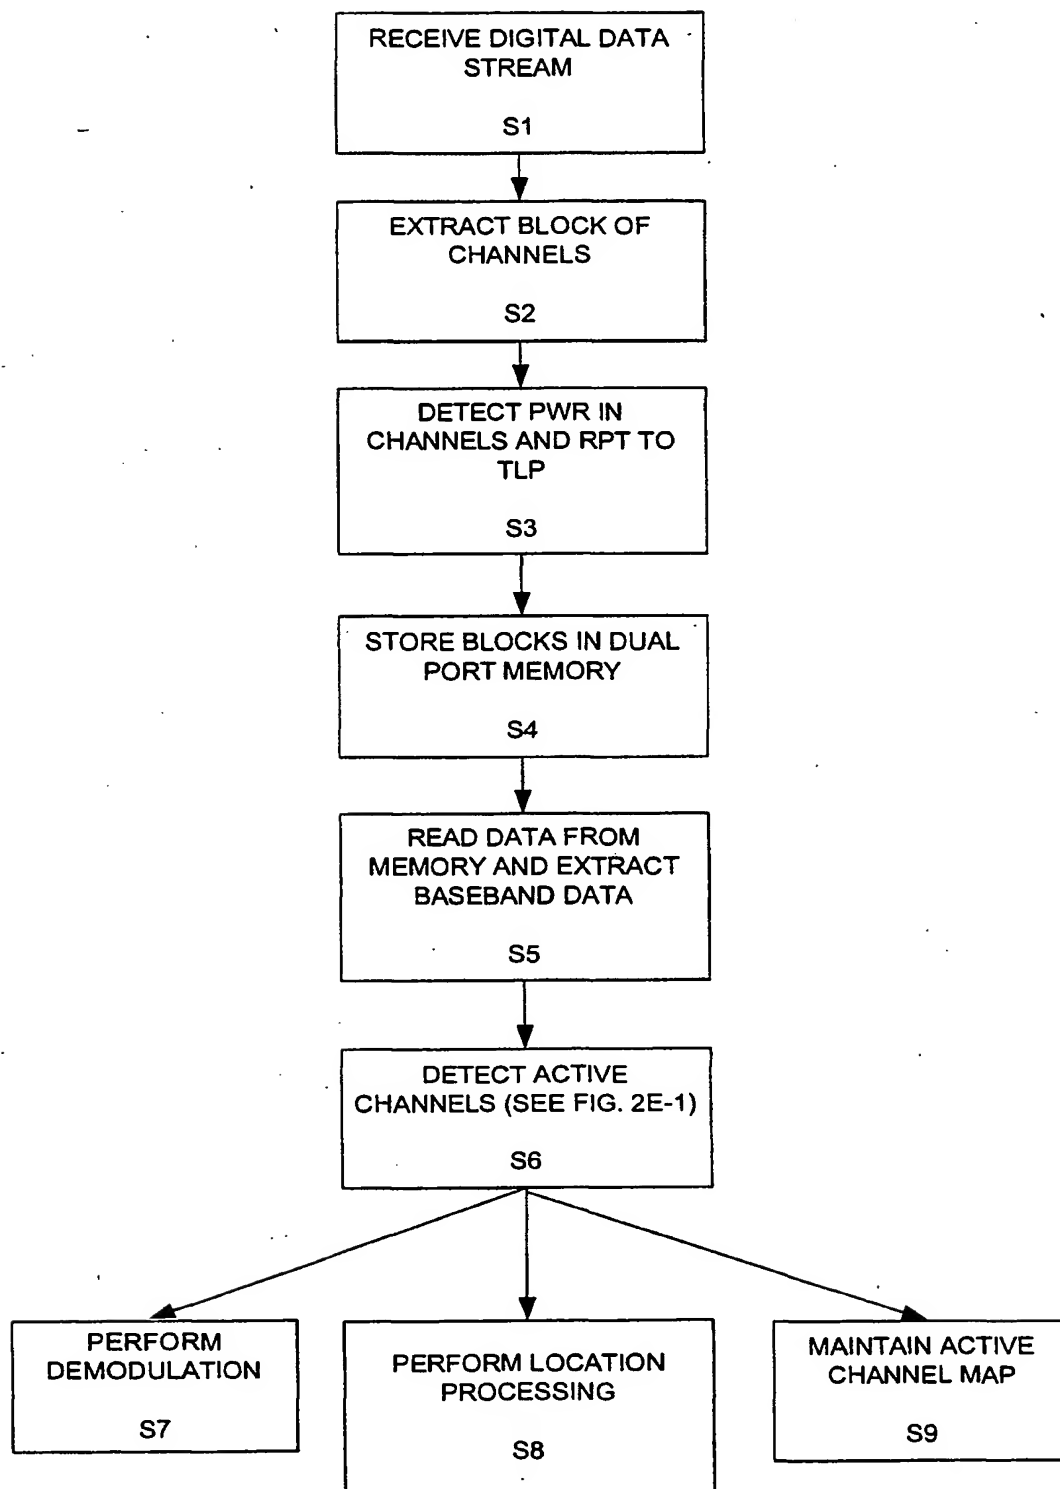 RECEIVE DIGITAL DATA
STREAM
S1
EXTRACT BLOCK OF
CHANNELS
S2
DETECT PWR IN
CHANNELS AND RPT TO
TLP
S3
STORE BLOCKS IN DUAL
PORT MEMORY
S4
READ DATA FROM
MEMORY AND EXTRACT
BASEBAND DATA
S5
DETECT ACTIVE
CHANNELS (SEE FIG. 2E-1)
S6
PERFORM
DEMODULATION
S7
PERFORM LOCATION
PROCESSING
S8
MAINTAIN ACTIVE
CHANNEL MAP
S9